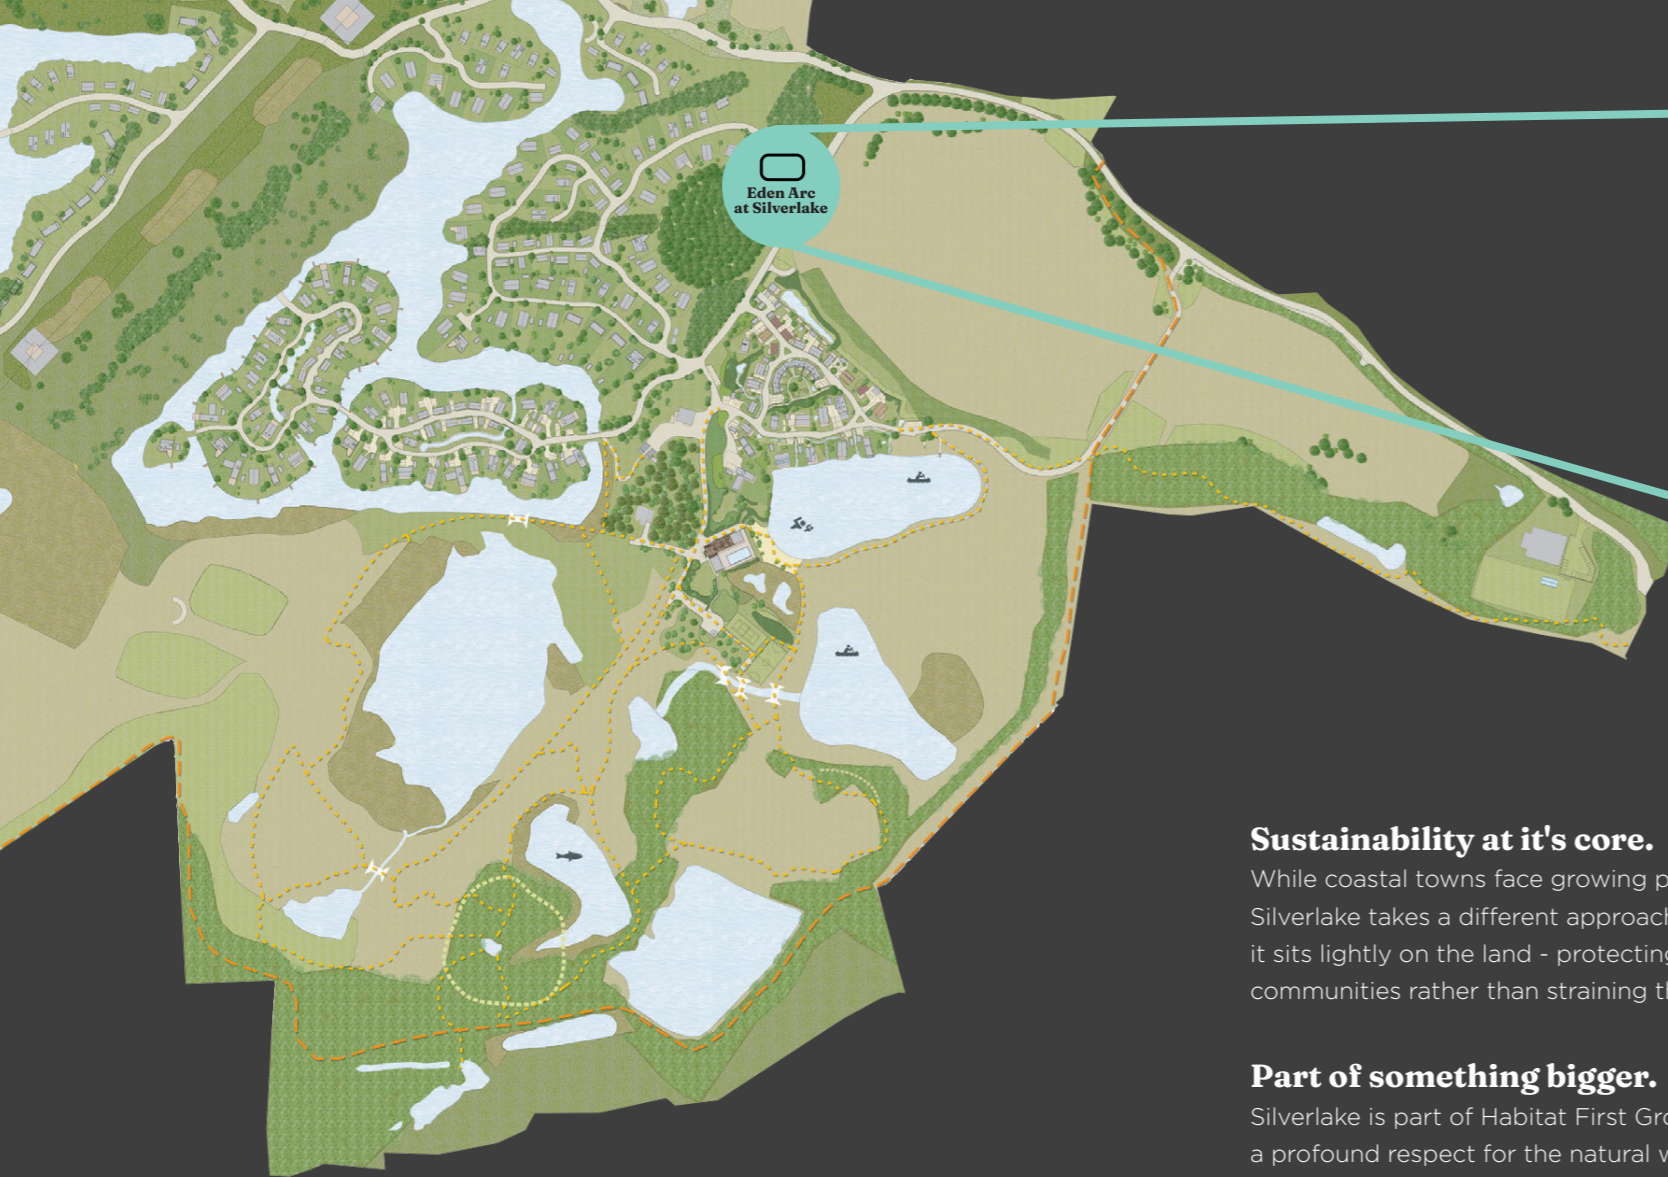 Eden Arc
at Silverlake
Sustainability at it's core.
While coastal towns face growing
Silverlake takes a different approach
it sits lightly on the land - protecting
communities rather than straining
Part of something bigger.
Silverlake is part of Habitat First
a profound respect for the natural